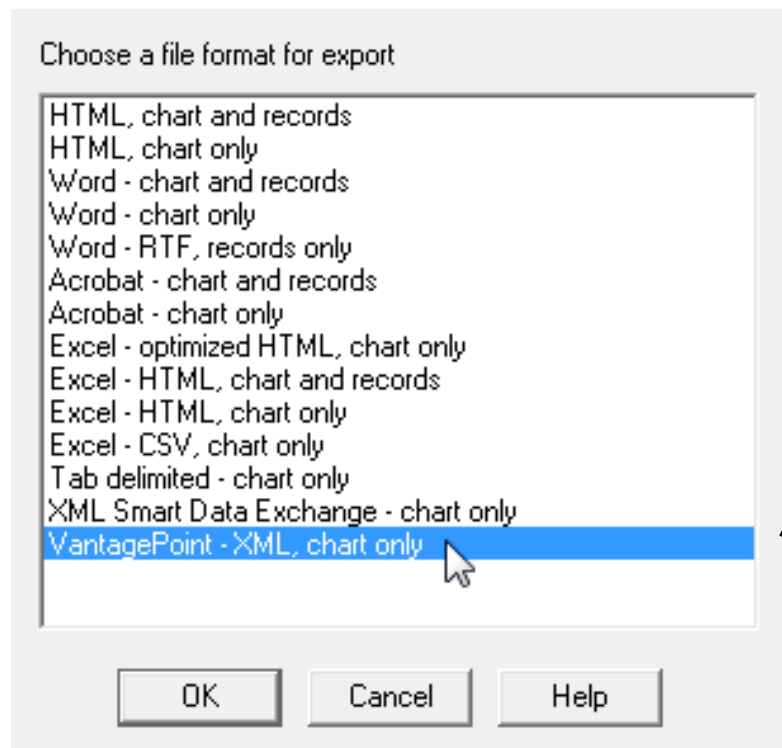 Choose a file format for export
HTML, chart and records
HTML, chart only
Word - chart and records
Word - chart only
Word - RTF, records only
Acrobat - chart and records
Acrobat - chart only
Excel - optimized HTML, chart only
Excel - HTML, chart and records
Excel - HTML, chart only
Excel - CSV, chart only
Tab delimited - chart only
XML Smart Data Exchange - chart only
VantagePoint - XML, chart only
OK Cancel Help